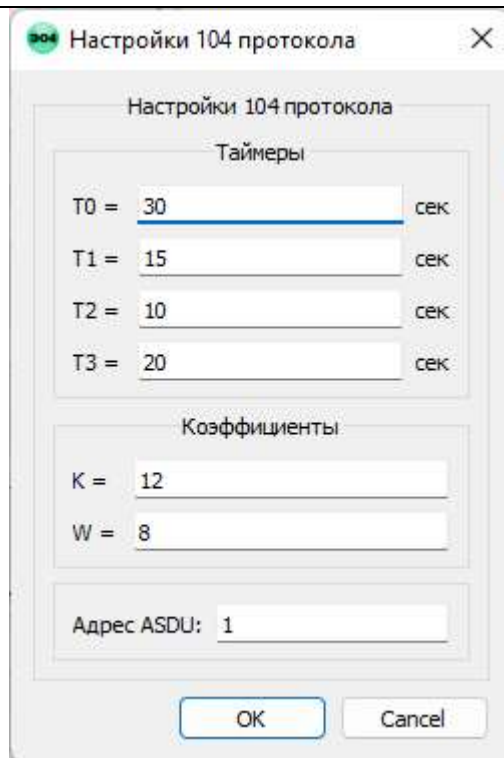 Э04 Настройки 104 протокола
Настройки 104 протокола
Таймеры
T0 = 30 сек
T1 = 15 сек
T2 = 10 сек
T3 = 20 сек
Коэффициенты
K = 12
W = 8
Адрес ASDU: 1
OK Cancel